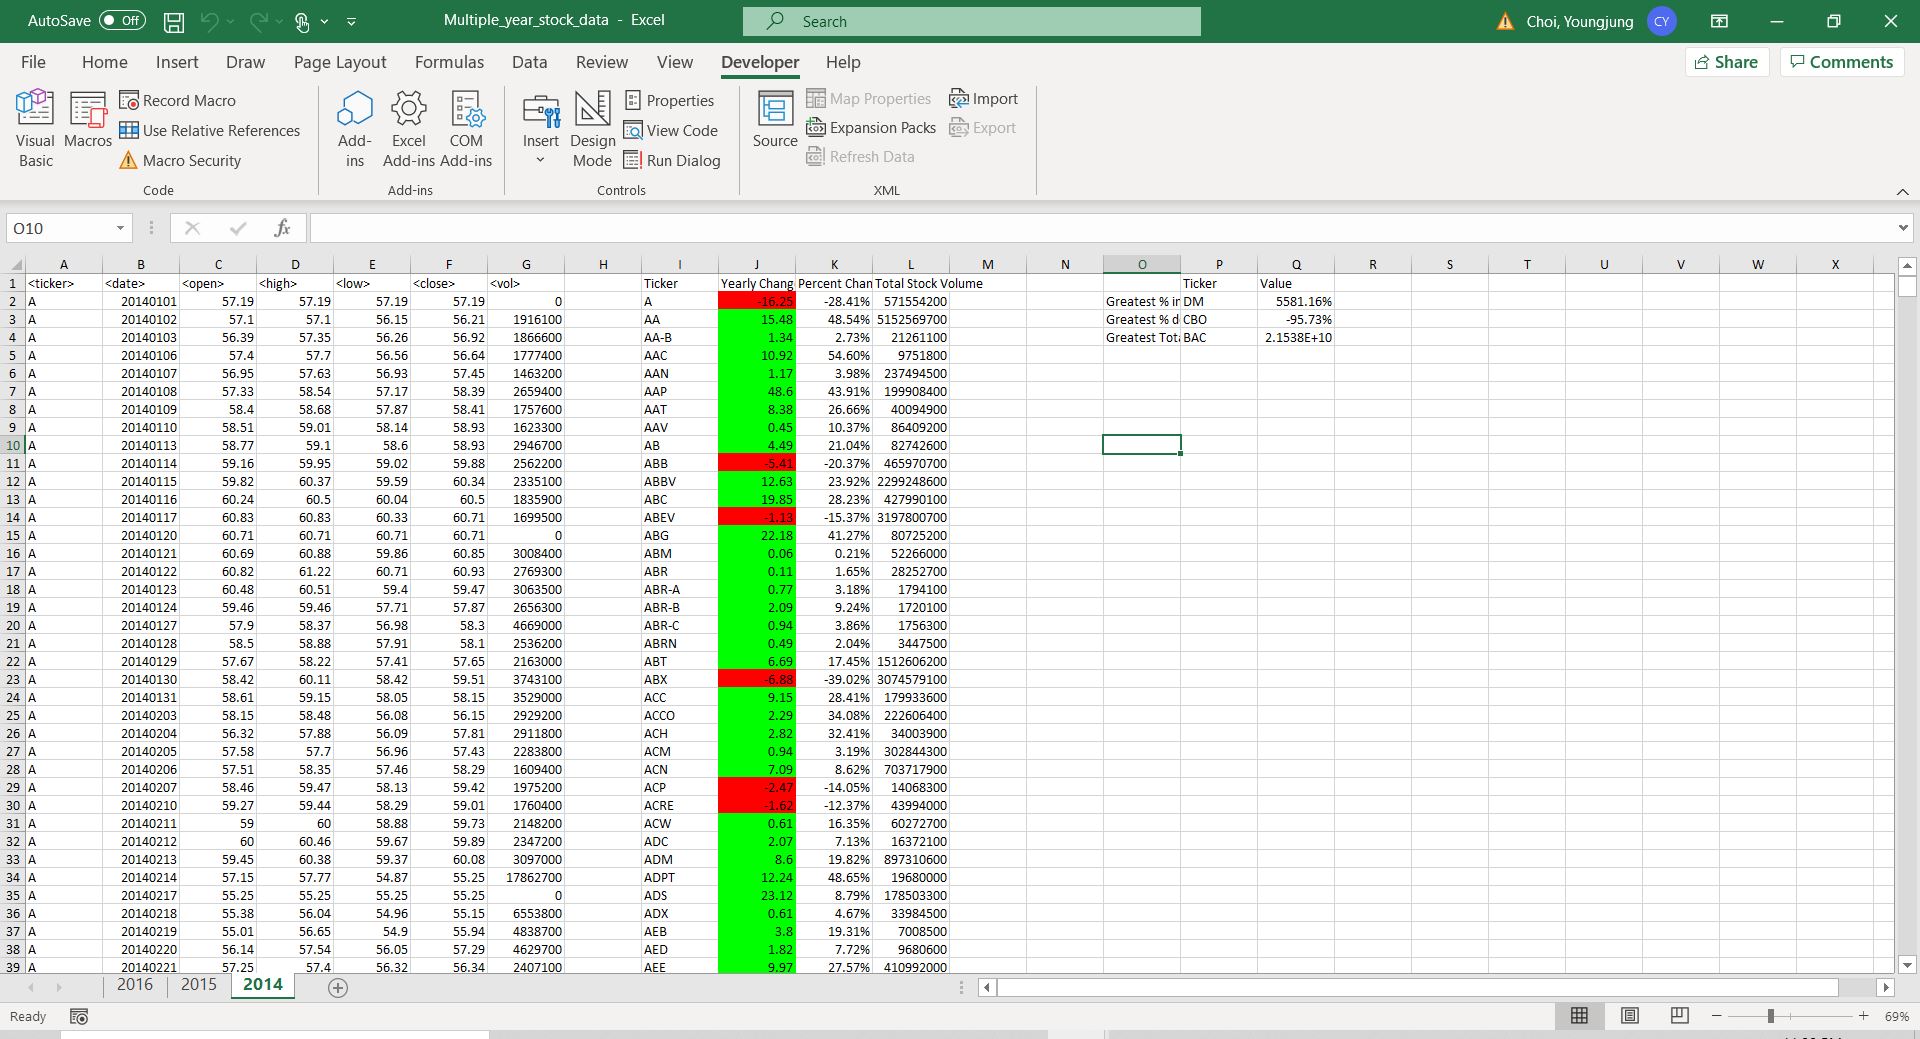 AutoSave Off Multiple_year_stock_data - Excel Search Choi, Youngjung CY
File Home Insert Draw Page Layout Formulas Data Review View Developer Help Share Comments
Visual Basic
Macros
Record Macro
Use Relative References
Macro Security
Code
Add-ins
Excel Add-ins
COM Add-ins
Add-ins
Insert
Design Mode
Properties
View Code
Run Dialog
Controls
Source
Map Properties
Expansion Packs
Refresh Data
Import
Export
XML
O10 fx
A B C D E F G H I J K L M N O P Q R S T U V W X
1 <ticker> <date> <open> <high> <low> <close> <vol> Ticker Yearly Chang Percent Chan Total Stock Volume Ticker Value
2 A 20140101 57.19 57.19 57.19 57.19 0 A -16.25 -28.41% 571554200 Greatest % in DM 5581.16%
3 A 20140102 57.1 57.1 56.15 56.21 1916100 AA 15.48 48.54% 5152569700 Greatest % d CBO -95.73%
4 A 20140103 56.39 57.35 56.26 56.92 1866600 AA-B 1.34 2.73% 21261100 Greatest Tota BAC 2.1538E+10
5 A 20140106 57.4 57.7 56.56 56.64 1777400 AAC 10.92 54.60% 9751800
6 A 20140107 56.95 57.63 56.93 57.45 1463200 AAN 1.17 3.98% 237494500
7 A 20140108 57.33 58.54 57.17 58.39 2659400 AAP 48.6 43.91% 199908400
8 A 20140109 58.4 58.68 57.87 58.41 1757600 AAT 8.38 26.66% 40094900
9 A 20140110 58.51 59.01 58.14 58.93 1623300 AAV 0.45 10.37% 86409200
10 A 20140113 58.77 59.1 58.6 58.93 2946700 AB 4.49 21.04% 82742600
11 A 20140114 59.16 59.95 59.02 59.88 2562200 ABB -5.41 -20.37% 465970700
12 A 20140115 59.82 60.37 59.59 60.34 2335100 ABBV 12.63 23.92% 2299248600
13 A 20140116 60.24 60.5 60.04 60.5 1835900 ABC 19.85 28.23% 427990100
14 A 20140117 60.83 60.83 60.33 60.71 1699500 ABEV -1.13 -15.37% 3197800700
15 A 20140120 60.71 60.71 60.71 60.71 0 ABG 22.18 41.27% 80725200
16 A 20140121 60.69 60.88 59.86 60.85 3008400 ABM 0.06 0.21% 52266000
17 A 20140122 60.82 61.22 60.71 60.93 2769300 ABR 0.11 1.65% 28252700
18 A 20140123 60.48 60.51 59.4 59.47 3063500 ABR-A 0.77 3.18% 1794100
19 A 20140124 59.46 59.46 57.71 57.87 2656300 ABR-B 2.09 9.24% 1720100
20 A 20140127 57.9 58.37 56.98 58.3 4669000 ABR-C 0.94 3.86% 1756300
21 A 20140128 58.5 58.88 57.91 58.1 2536200 ABRN 0.49 2.04% 3447500
22 A 20140129 57.67 58.22 57.41 57.65 2163000 ABT 6.69 17.45% 1512606200
23 A 20140130 58.42 60.11 58.42 59.51 3743100 ABX -6.88 -39.02% 3074579100
24 A 20140131 58.61 59.15 58.05 58.15 3529000 ACC 9.15 28.41% 179933600
25 A 20140203 58.15 58.48 56.08 56.15 2929200 ACCO 2.29 34.08% 222606400
26 A 20140204 56.32 57.88 56.09 57.81 2911800 ACH 2.82 32.41% 34003900
27 A 20140205 57.58 57.7 56.96 57.43 2283800 ACM 0.94 3.19% 302844300
28 A 20140206 57.51 58.35 57.46 58.29 1609400 ACN 7.09 8.62% 703717900
29 A 20140207 58.46 59.47 58.13 59.42 1975200 ACP -2.47 -14.05% 14068300
30 A 20140210 59.27 59.44 58.29 59.01 1760400 ACRE -1.62 -12.37% 43994000
31 A 20140211 59 60 58.88 59.73 2148200 ACW 0.61 16.35% 60272700
32 A 20140212 60 60.46 59.67 59.89 2347200 ADC 2.07 7.13% 16372100
33 A 20140213 59.45 60.38 59.37 60.08 3097000 ADM 8.6 19.82% 897310600
34 A 20140214 57.15 57.77 54.87 55.25 17862700 ADPT 12.24 48.65% 19680000
35 A 20140217 55.25 55.25 55.25 55.25 0 ADS 23.12 8.79% 178503300
36 A 20140218 55.38 56.04 54.96 55.15 6553800 ADX 0.61 4.67% 33984500
37 A 20140219 55.01 56.65 54.9 55.94 4838700 AEB 3.8 19.31% 7008500
38 A 20140220 56.14 57.54 56.05 57.29 4629700 AED 1.82 7.72% 9680600
39 A 20140221 57.25 57.4 56.32 56.34 2407100 AEE 9.97 27.57% 410992000
2016 2015 2014
Ready 69%